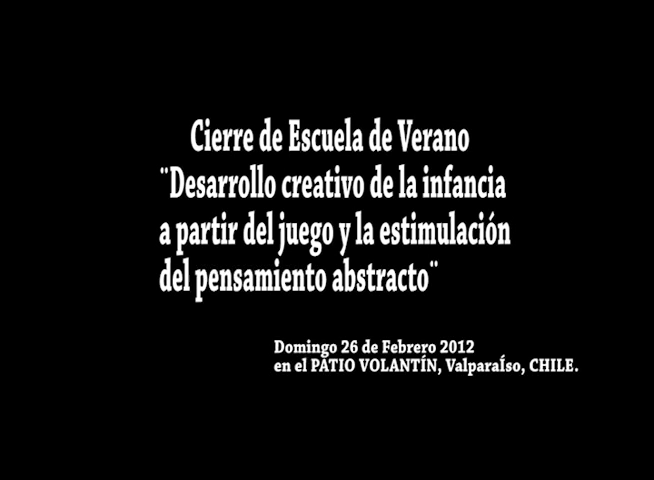 Cierre de Escuela de Verano
¨Desarrollo creativo de la infancia
a partir del juego y la estimulación
del pensamiento abstracto¨
Domingo 26 de Febrero 2012
en el PATIO VOLANTÍN, ValparaÍso, CHILE.